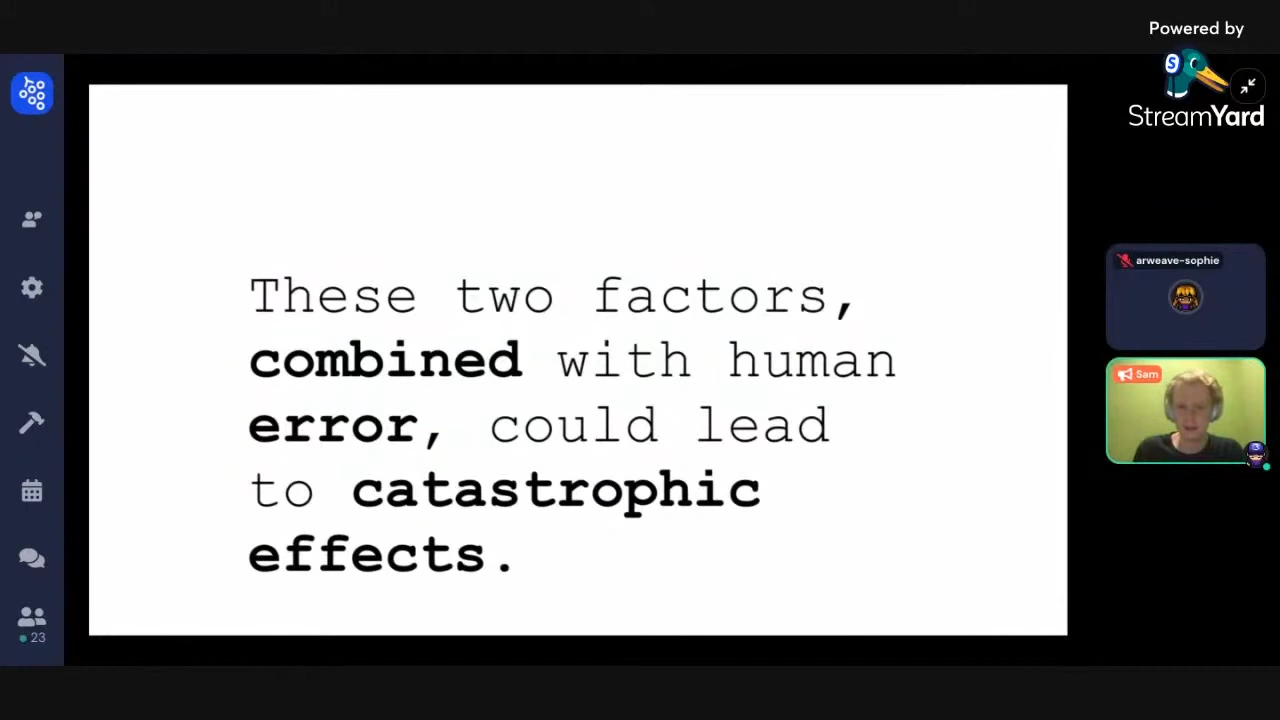 Powered by
StreamYard
These two factors,
combined with human
error, could lead
to catastrophic
effects.
arweave-sophie
Sam
23